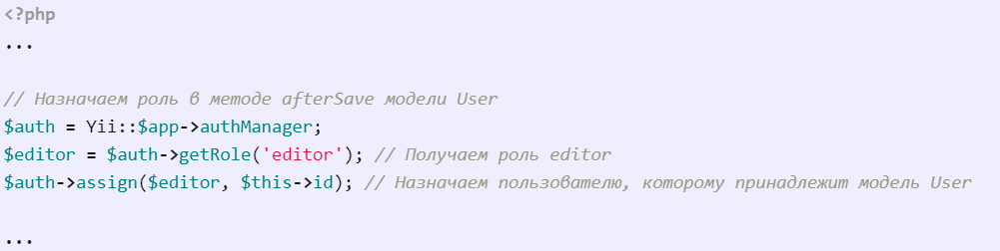 <?php
...
// Назначаем роль в методе afterSave модели User
$auth = Yii::$app->authManager;
$editor = $auth->getRole('editor'); // Получаем роль editor
$auth->assign($editor, $this->id); // Назначаем пользователю, которому принадлежит модель User
...